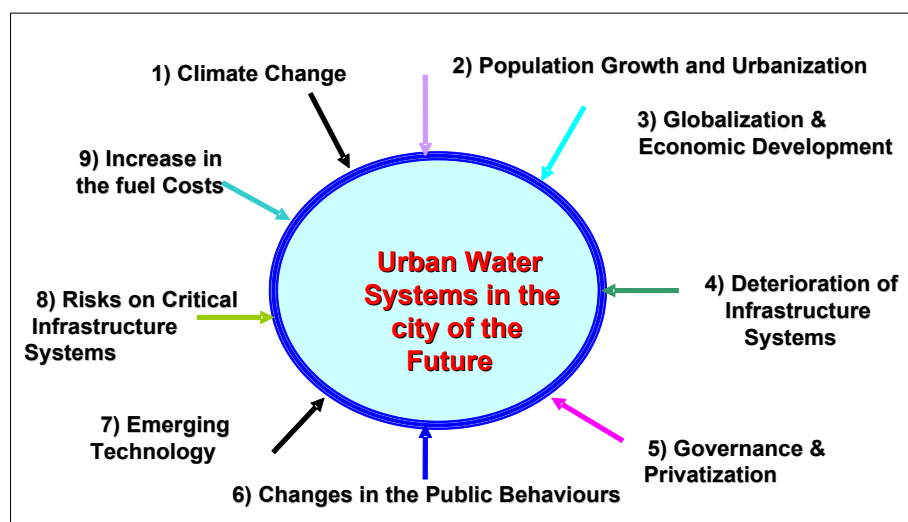 1) Climate Change
2) Population Growth and Urbanization
3) Globalization &
Economic Development
4) Deterioration of
Infrastructure
Systems
5) Governance &
Privatization
6) Changes in the Public Behaviours
7) Emerging
Technology
8) Risks on Critical
Infrastructure
Systems
9) Increase in
the fuel Costs
Urban Water
Systems in the
city of the
Future